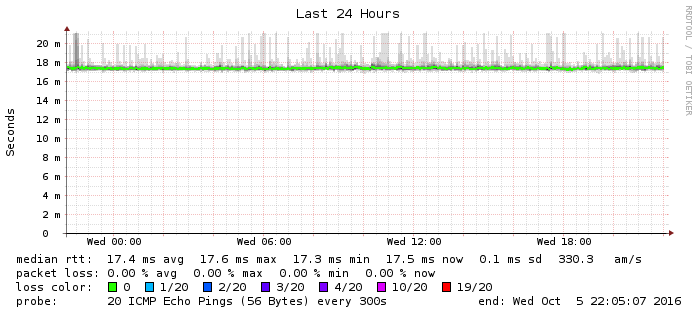 Last 24 Hours
RRDTOOL / TOBI OETIKER
Seconds
20 m
18 m
16 m
14 m
12 m
10 m
8 m
6 m
4 m
2 m
0
Wed 00:00 Wed 06:00 Wed 12:00 Wed 18:00
median rtt: 17.4 ms avg 17.6 ms max 17.3 ms min 17.5 ms now 0.1 ms sd 330.3 am/s
packet loss: 0.00 % avg 0.00 % max 0.00 % min 0.00 % now
loss color: 0 1/20 2/20 3/20 4/20 10/20 19/20
probe: 20 ICMP Echo Pings (56 Bytes) every 300s end: Wed Oct 5 22:05:07 2016